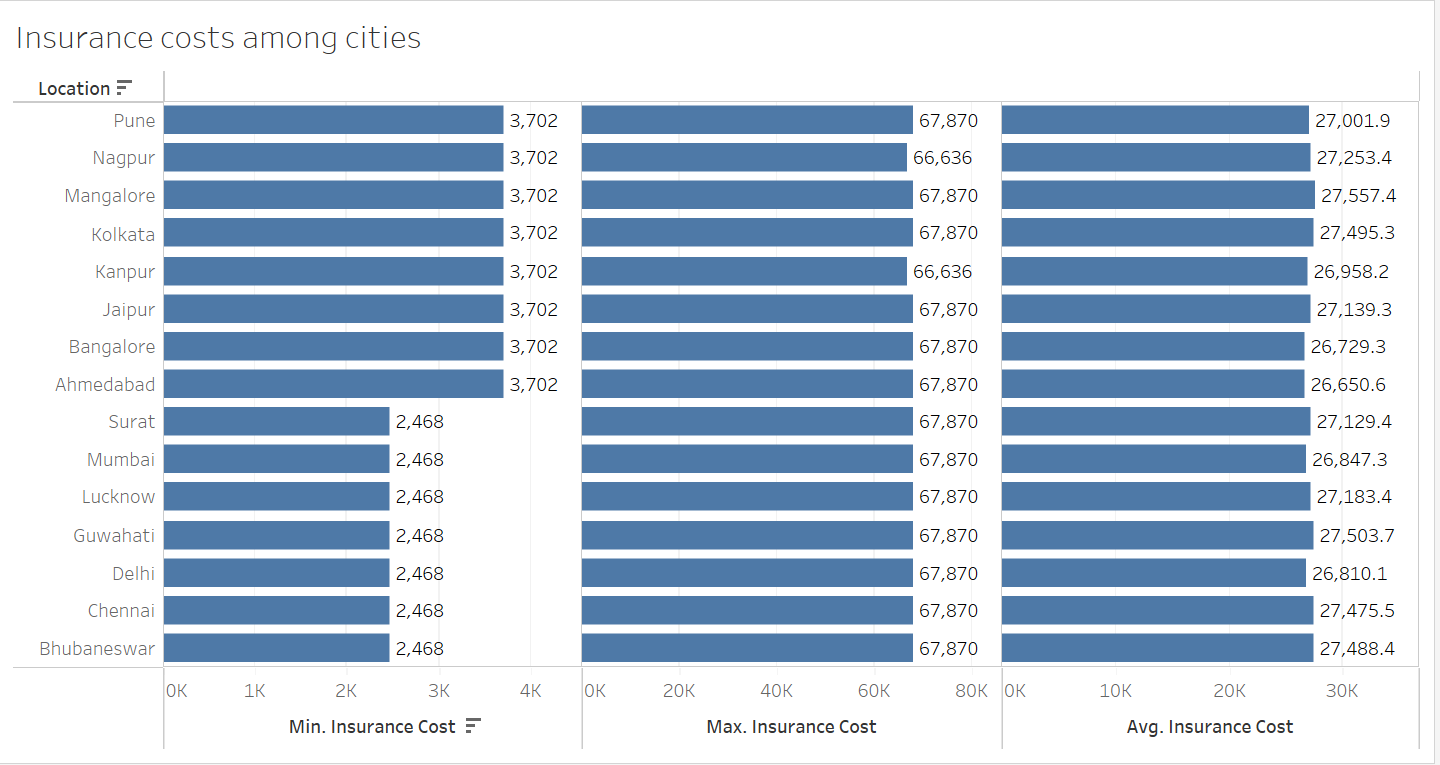 Insurance costs among cities
Location
Pune 3,702 67,870 27,001.9
Nagpur 3,702 66,636 27,253.4
Mangalore 3,702 67,870 27,557.4
Kolkata 3,702 67,870 27,495.3
Kanpur 3,702 66,636 26,958.2
Jaipur 3,702 67,870 27,139.3
Bangalore 3,702 67,870 26,729.3
Ahmedabad 3,702 67,870 26,650.6
Surat 2,468 67,870 27,129.4
Mumbai 2,468 67,870 26,847.3
Lucknow 2,468 67,870 27,183.4
Guwahati 2,468 67,870 27,503.7
Delhi 2,468 67,870 26,810.1
Chennai 2,468 67,870 27,475.5
Bhubaneswar 2,468 67,870 27,488.4
0K 1K 2K 3K 4K 0K 20K 40K 60K 80K 0K 10K 20K 30K
Min. Insurance Cost Max. Insurance Cost Avg. Insurance Cost